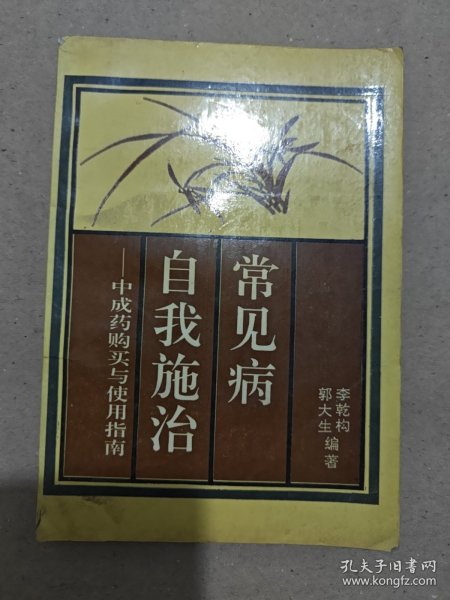 常见病
自我施治
——中成药购买与使用指南
李乾构
郭大生 编著
孔夫子旧书网
www.kongfz.com